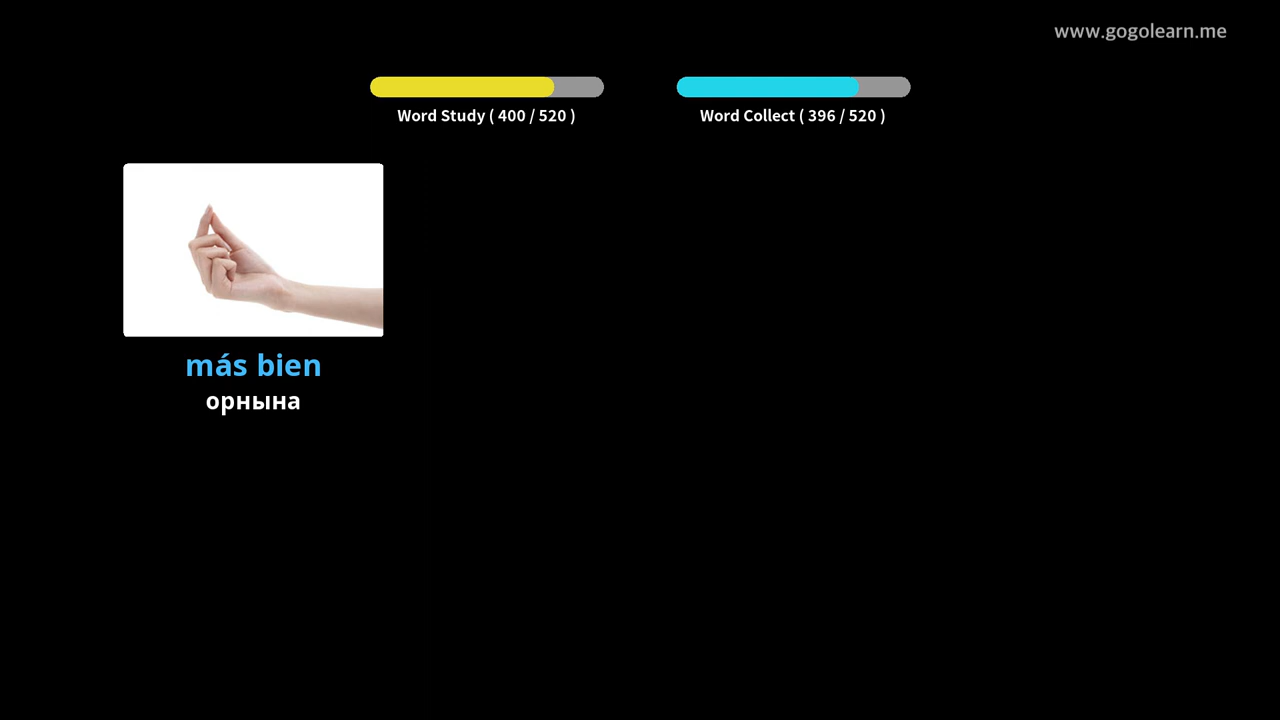 www.gogolearn.me
Word Study ( 400 / 520 )
Word Collect ( 396 / 520 )
más bien
орнына